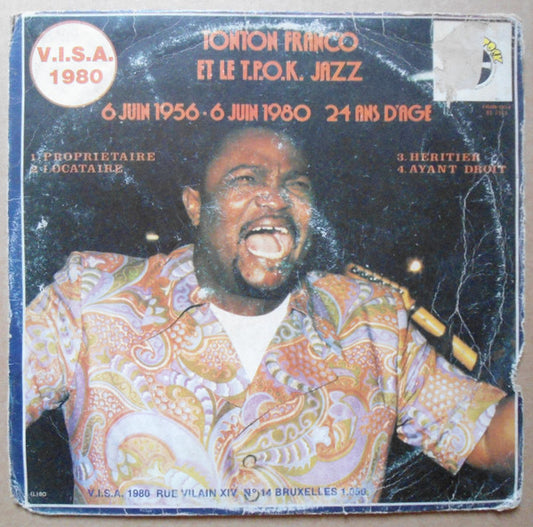 V.I.S.A.
1980
TONTON FRANCO
ET LE T.P.O.K. JAZZ
6 JUIN 1956 - 6 JUIN 1980 24 ANS D'AGE
1. PROPRIETAIRE
2. LOCATAIRE
3. HERITIER
4. AYANT DROIT
V.I.S.A. 1980 RUE VILAIN XIV N° 14 BRUXELLES 1.050.